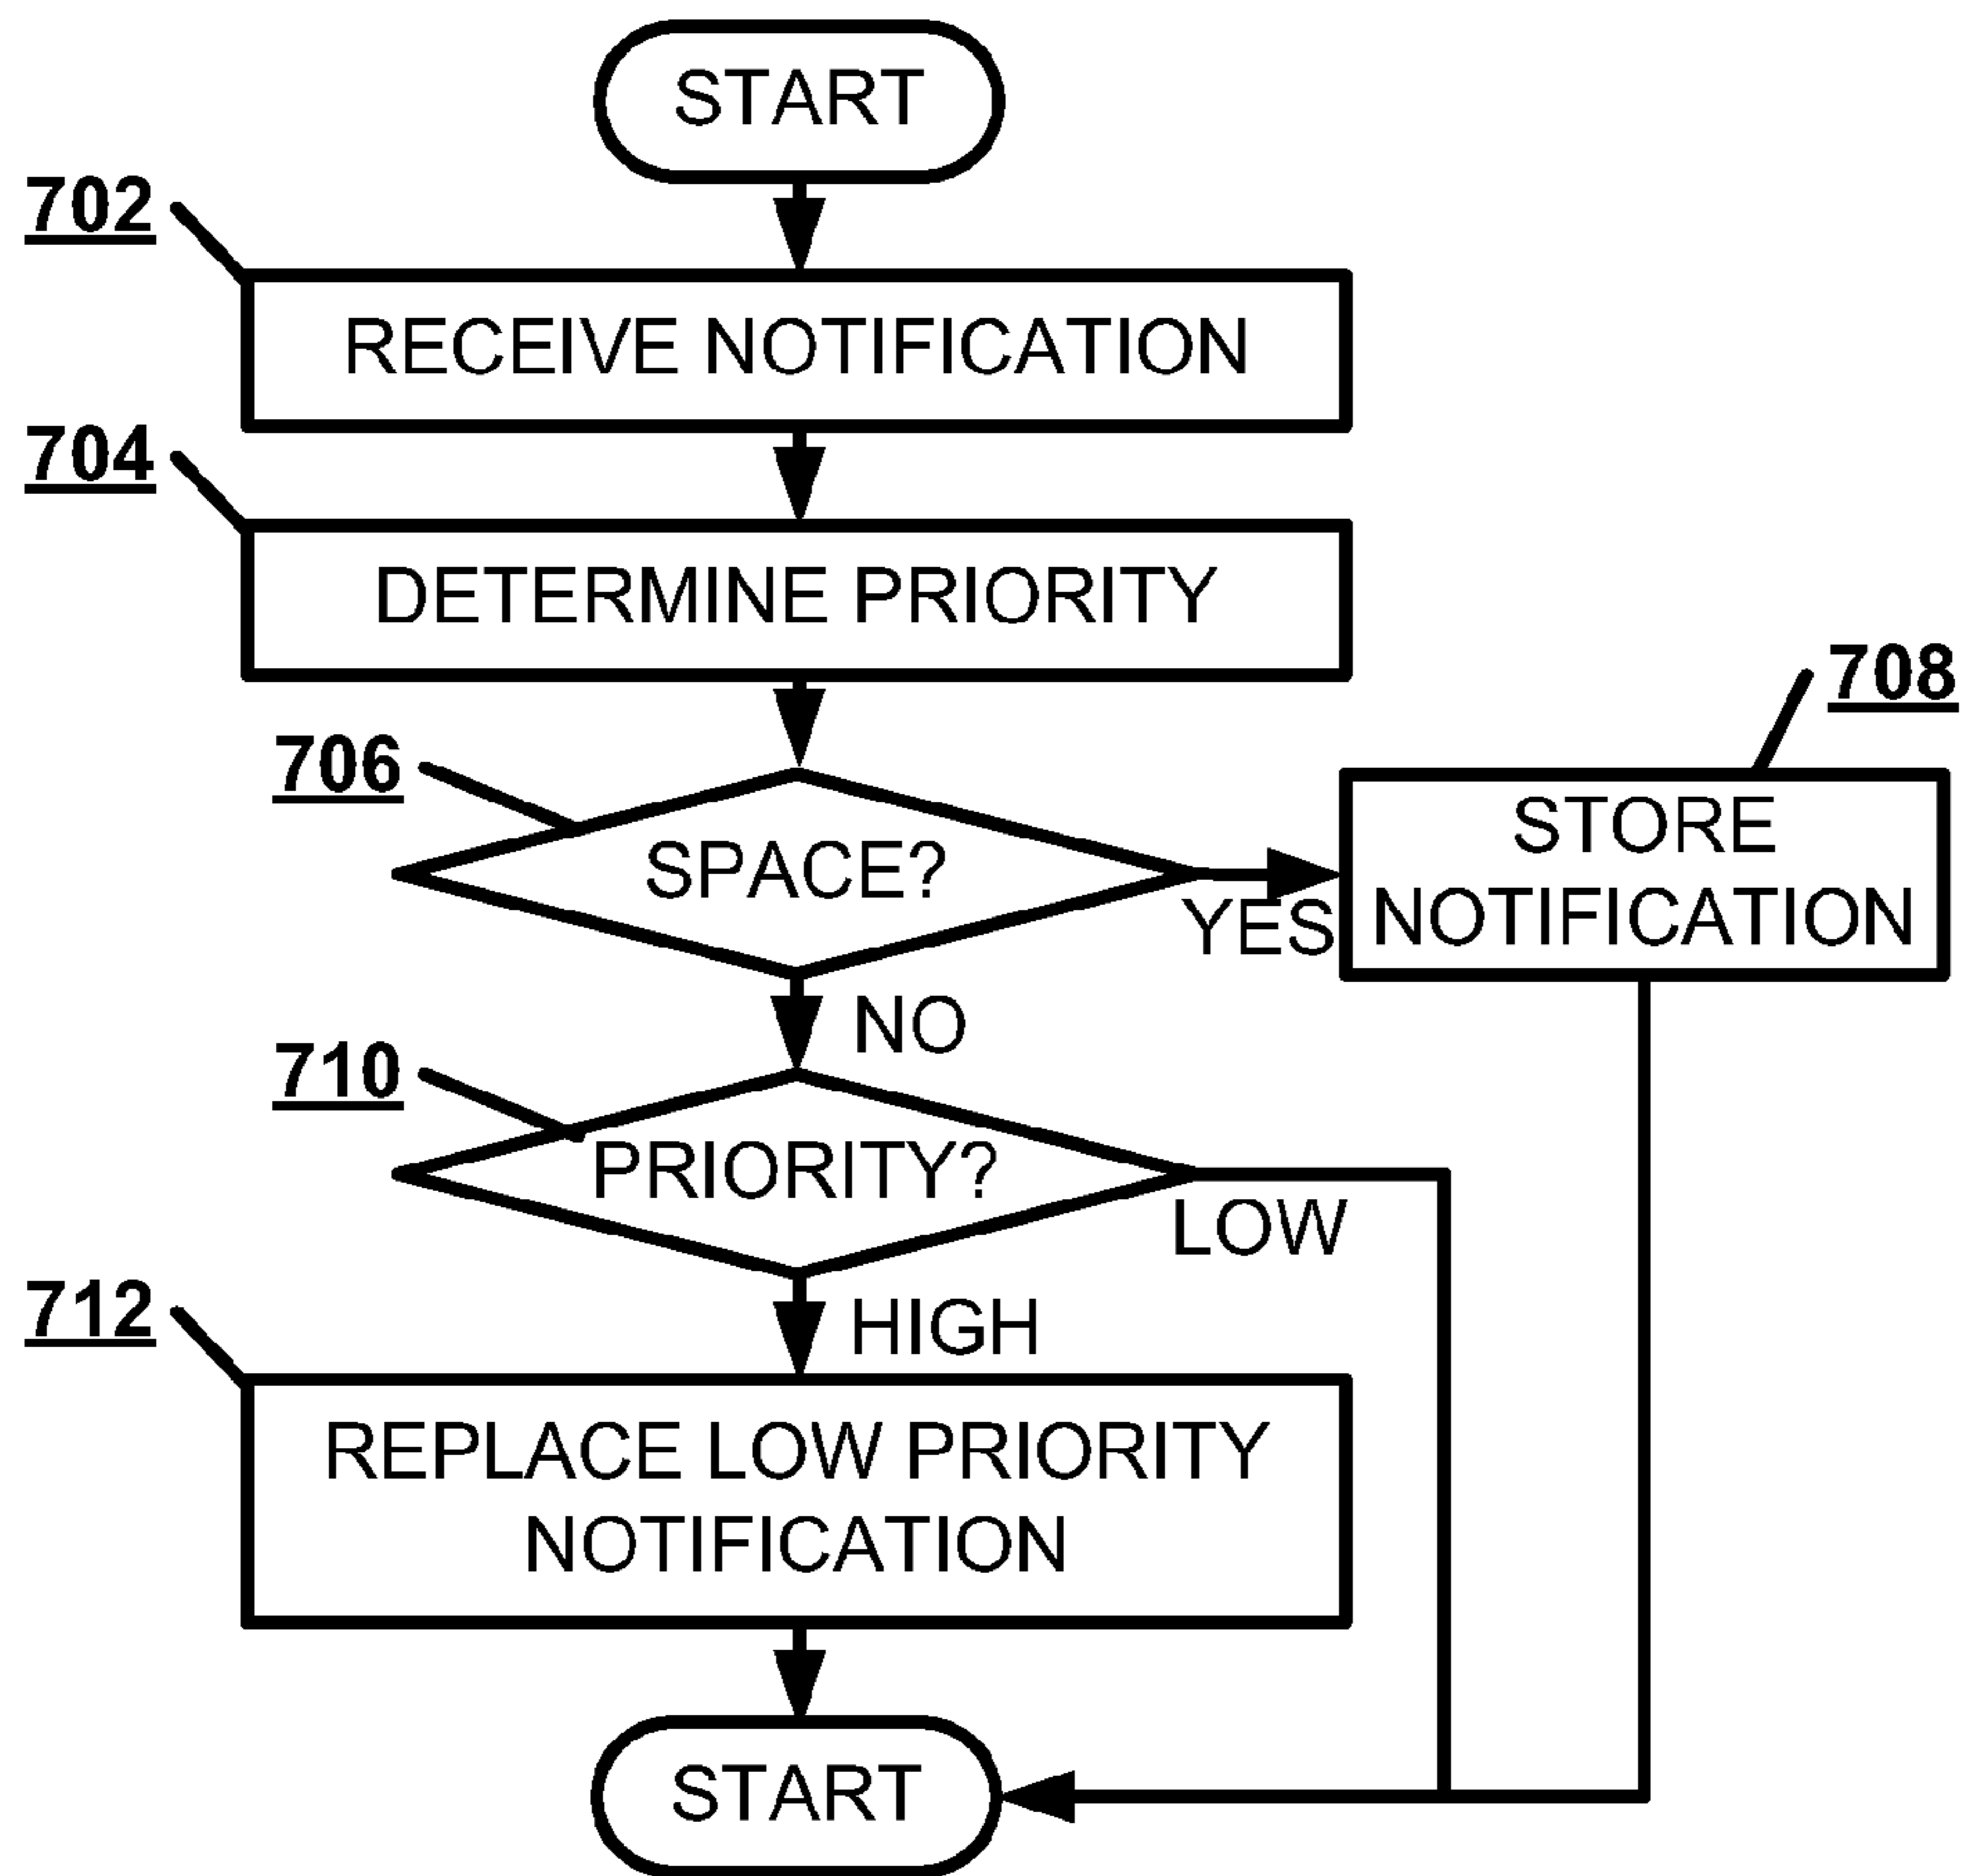 START
702
RECEIVE NOTIFICATION
704
DETERMINE PRIORITY
708
706
SPACE?
YES
STORE
NOTIFICATION
NO
710
PRIORITY?
LOW
712
HIGH
REPLACE LOW PRIORITY
NOTIFICATION
START